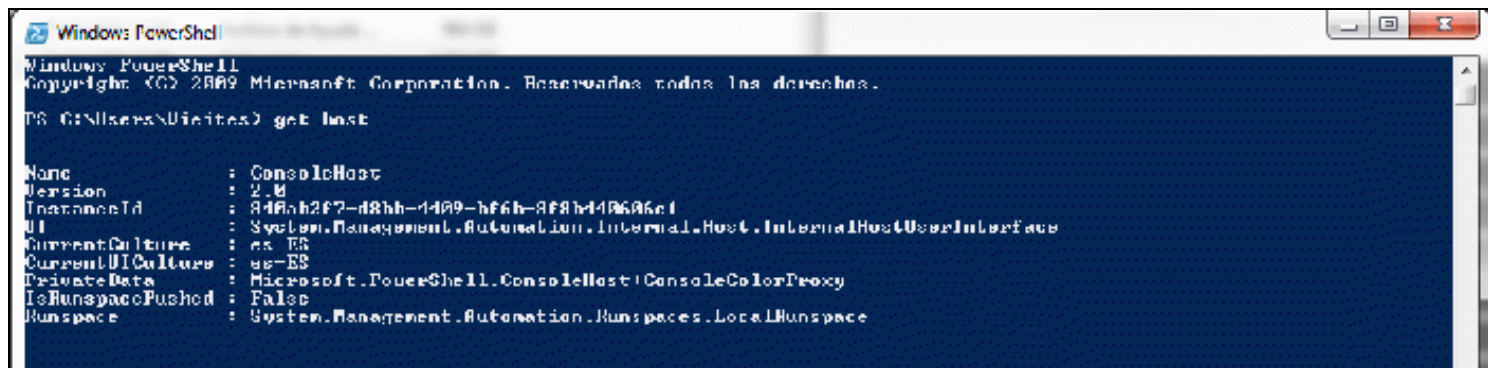 Windows PowerShell
Windows PowerShell
Copyright (C) 2009 Microsoft Corporation. Reservados todos los derechos.
PS C:\Users\Vieites> get-host
Name : ConsoleHost
Version : 2.0
InstanceId :
UI : System.Management.Automation.Internal.Host.InternalHostUserInterface
CurrentCulture : es-ES
CurrentUICulture : es-ES
PrivateData : Microsoft.PowerShell.ConsoleHost+ConsoleColorProxy
IsRunspacePushed : False
Runspace : System.Management.Automation.Runspaces.LocalRunspace